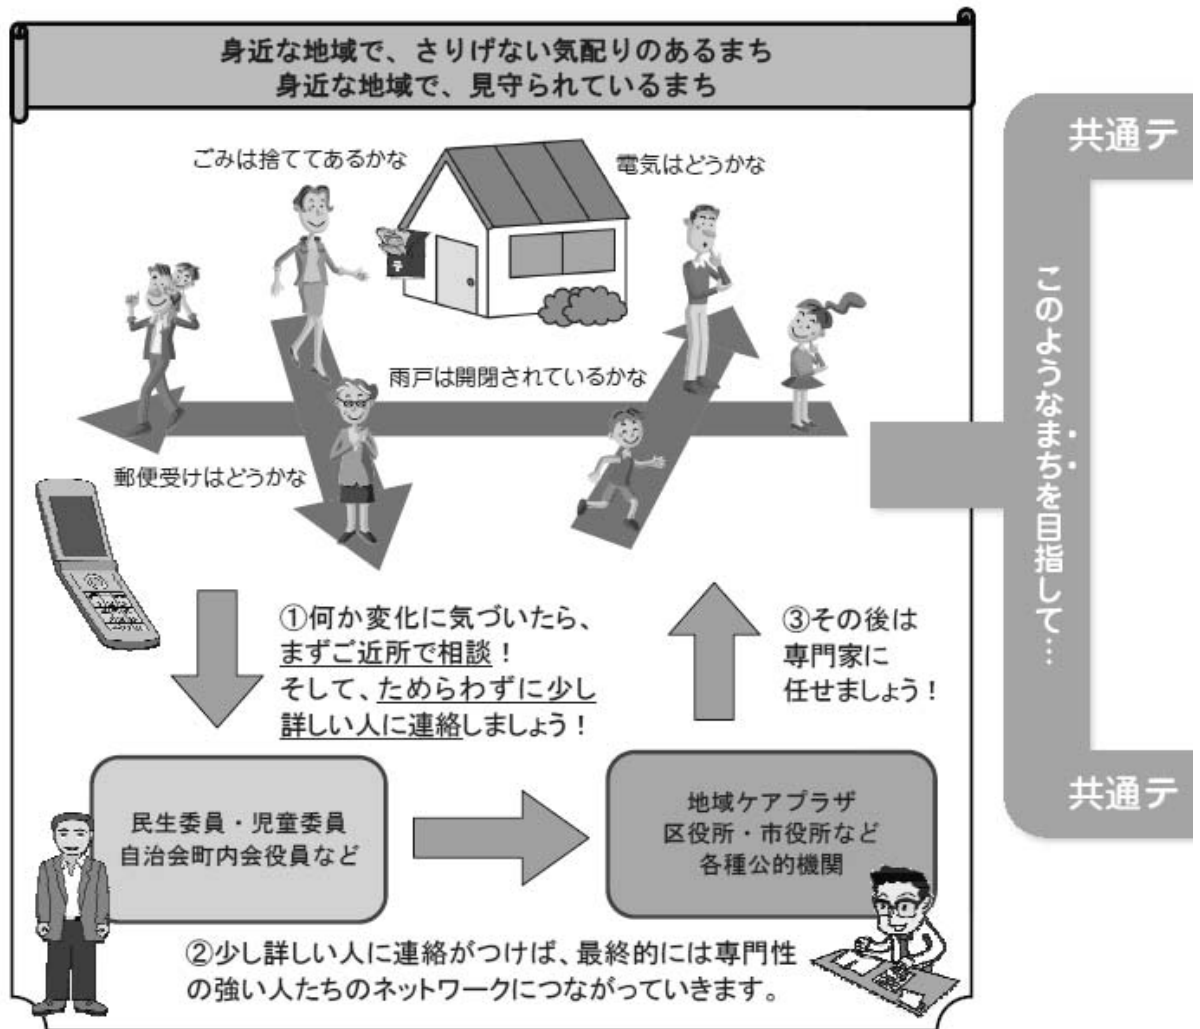 身近な地域で、さりげない気配りのあるまち
身近な地域で、見守られているまち
ごみは捨ててあるかな
電気はどうかな
〒
雨戸は開閉されているかな
郵便受けはどうかな
①何か変化に気づいたら、
まずご近所で相談！
そして、ためらわずに少し
詳しい人に連絡しましょう！
③その後は
専門家に
任せましょう！
民生委員・児童委員
自治会町内会役員など
地域ケアプラザ
区役所・市役所など
各種公的機関
②少し詳しい人に連絡がつけば、最終的には専門性
の強い人たちのネットワークにつながっていきます。
共通テ
このようなまちを目指して…
共通テ